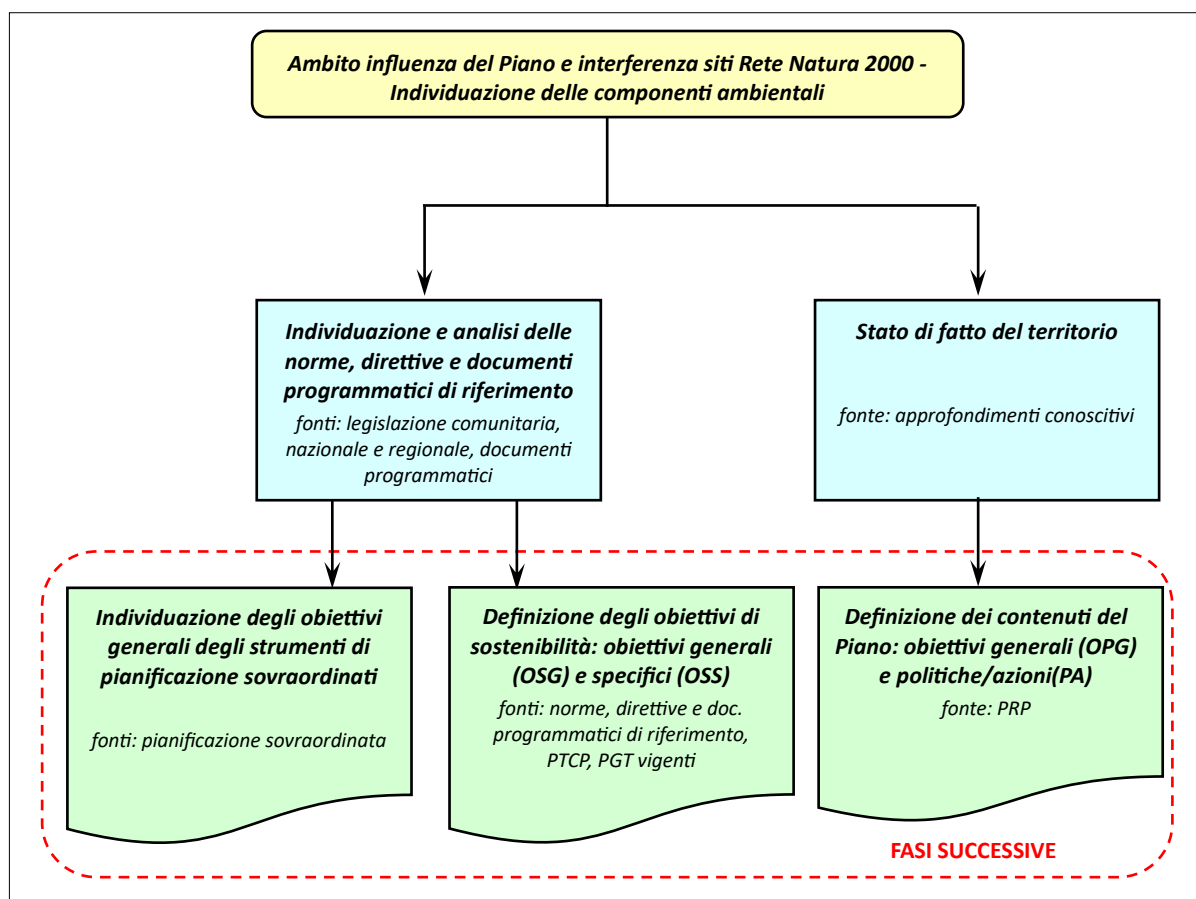 Ambito influenza del Piano e interferenza siti Rete Natura 2000 -
Individuazione delle componenti ambientali
Individuazione e analisi delle
norme, direttive e documenti
programmatici di riferimento
fonti: legislazione comunitaria,
nazionale e regionale, documenti
programmatici
Stato di fatto del territorio
fonte: approfondimenti conoscitivi
Individuazione degli obiettivi
generali degli strumenti di
pianificazione sovraordinati
fonti: pianificazione sovraordinata
Definizione degli obiettivi di
sostenibilità: obiettivi generali
(OSG) e specifici (OSS)
fonti: norme, direttive e doc.
programmatici di riferimento,
PTCP, PGT vigenti
Definizione dei contenuti del
Piano: obiettivi generali (OPG)
e politiche/azioni(PA)
fonte: PRP
FASI SUCCESSIVE